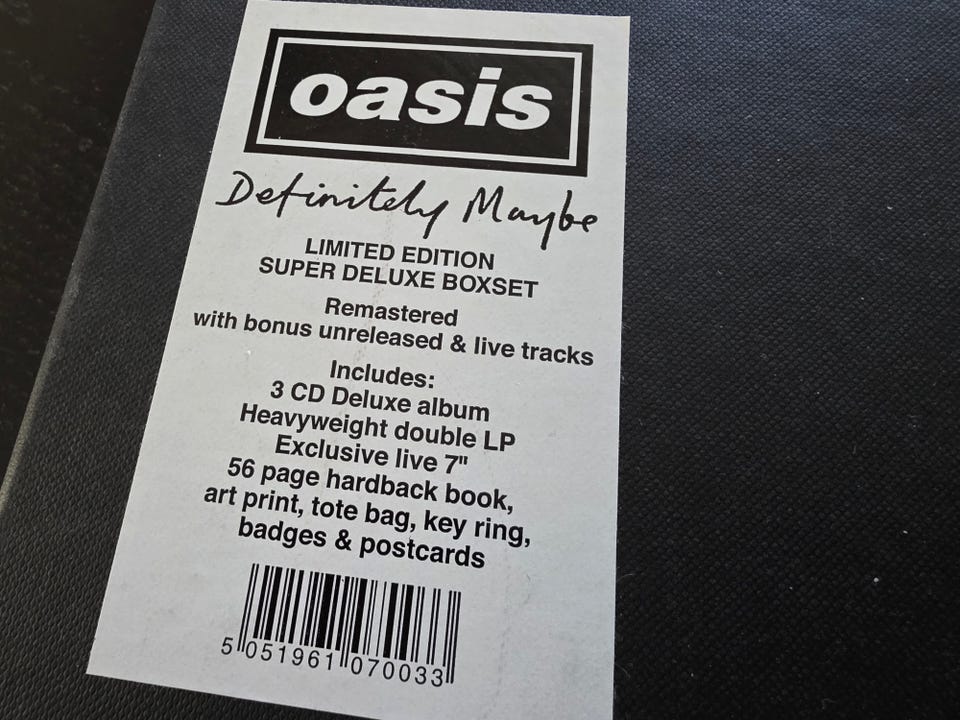 oasis
Definitely Maybe
LIMITED EDITION
SUPER DELUXE BOXSET
Remastered
with bonus unreleased & live tracks
Includes:
3 CD Deluxe album
Heavyweight double LP
Exclusive live 7"
56 page hardback book,
art print, tote bag, key ring,
badges & postcards
5 051961 070033